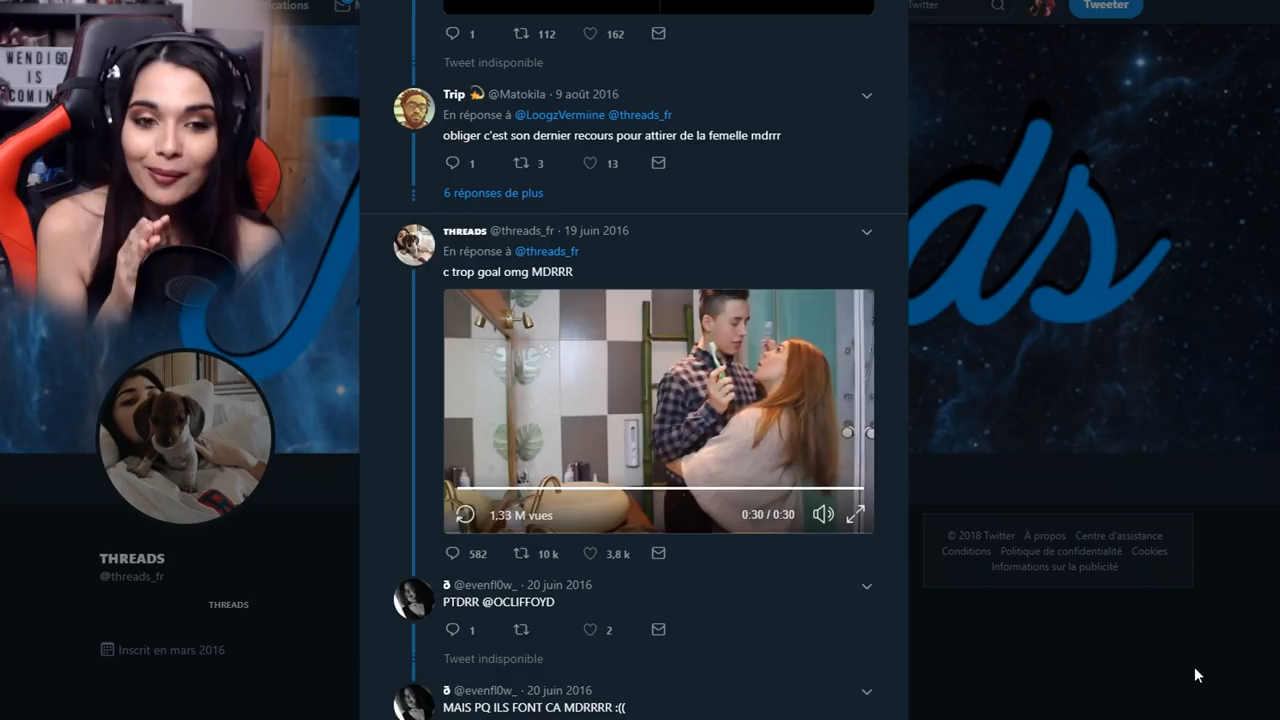 ications
Twitter
Tweeter
WENDIGO
IS
COMIN
1 112 162
Tweet indisponible
Trip 💫 @Matokila · 9 août 2016
En réponse à @LoogzVermiine @threads_fr
obliger c'est son dernier recours pour attirer de la femelle mdrrr
1 3 13
6 réponses de plus
THREADS @threads_fr · 19 juin 2016
En réponse à @threads_fr
c trop goal omg MDRRR
1,33 M vues 0:30 / 0:30
582 10 k 3,8 k
ð @evenfl0w_ · 20 juin 2016
PTDRR @OCLIFFOYD
1 2
Tweet indisponible
ð @evenfl0w_ · 20 juin 2016
MAIS PQ ILS FONT CA MDRRRR :((
ds
THREADS
@threads_fr
THREADS
Inscrit en mars 2016
© 2018 Twitter À propos Centre d'assistance
Conditions Politique de confidentialité Cookies
Informations sur la publicité